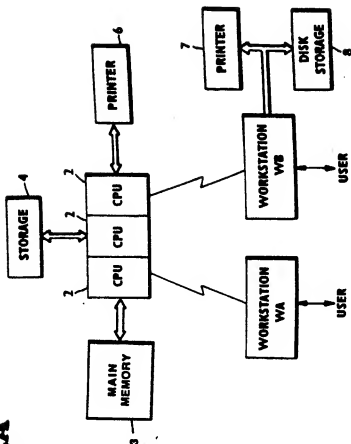 A
STORAGE
4
2
2
2
MAIN
MEMORY
3
CPU
CPU
CPU
PRINTER
6
WORKSTATION
WA
USER
WORKSTATION
WB
USER
PRINTER
7
DISK
STORAGE
8